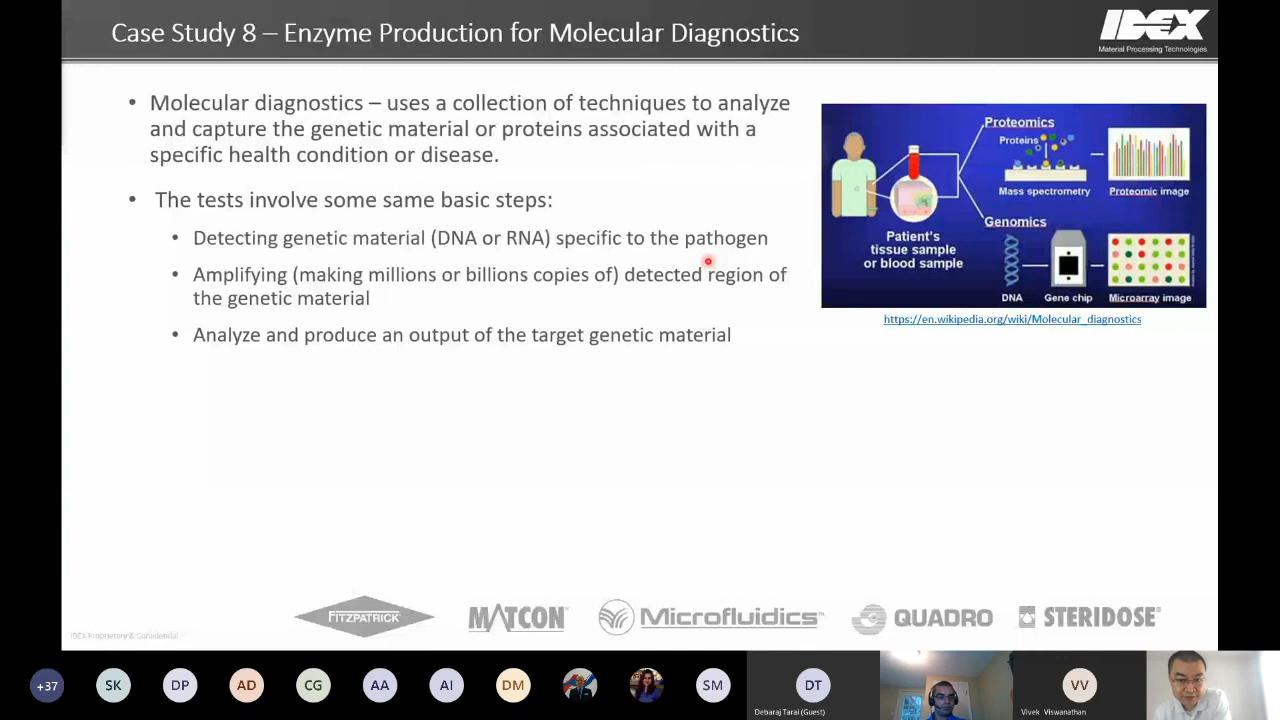 Case Study 8 – Enzyme Production for Molecular Diagnostics
IDEX
Material Processing Technologies
• Molecular diagnostics – uses a collection of techniques to analyze
and capture the genetic material or proteins associated with a
specific health condition or disease.
• The tests involve some same basic steps:
• Detecting genetic material (DNA or RNA) specific to the pathogen
• Amplifying (making millions or billions copies of) detected region of
the genetic material
• Analyze and produce an output of the target genetic material
Proteomics
Proteins
Mass spectrometry
Proteomic image
Genomics
Patient's
tissue sample
or blood sample
DNA
Gene chip
Microarray image
https://en.wikipedia.org/wiki/Molecular_diagnostics
FITZPATRICK
MATCON
Microfluidics™
QUADRO
STERIDOSE®
IDEX Proprietary & Confidential
+37
SK
DP
AD
CG
AA
AI
DM
SM
DT
Debaraj Tarai (Guest)
VV
Vivek Viswanathan